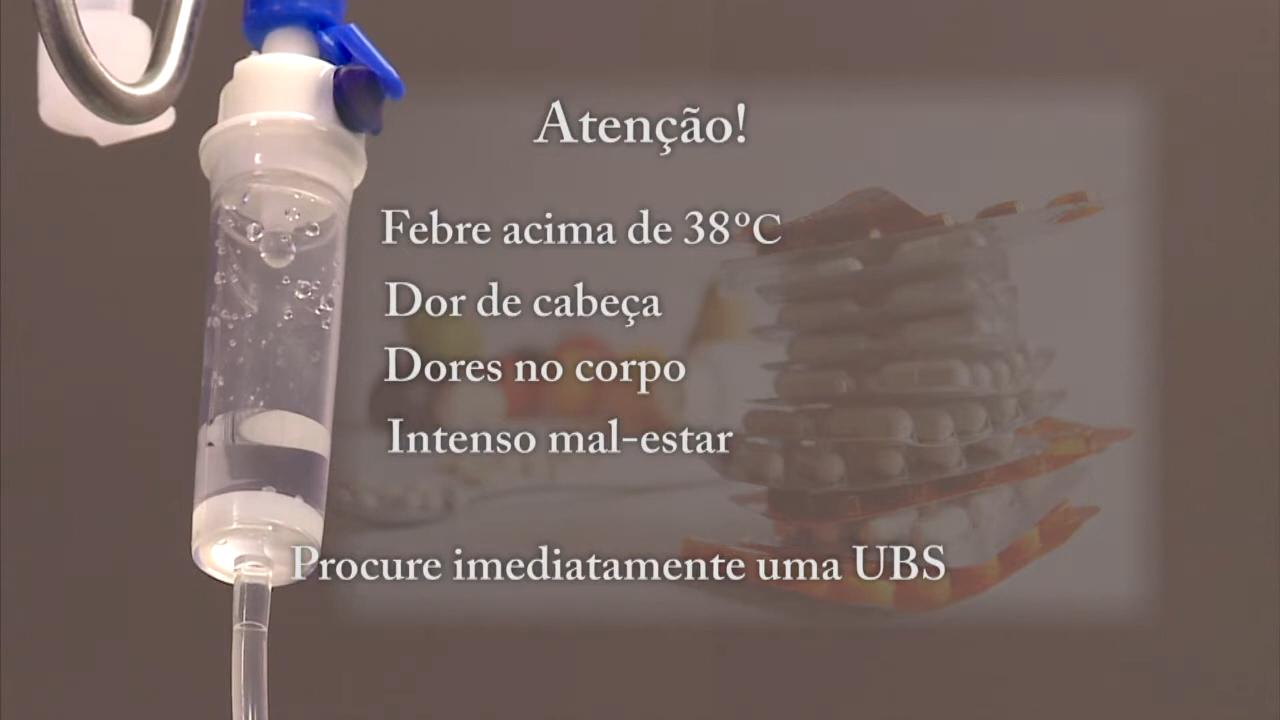 Atenção!
Febre acima de 38ºC
Dor de cabeça
Dores no corpo
Intenso mal-estar
Procure imediatamente uma UBS